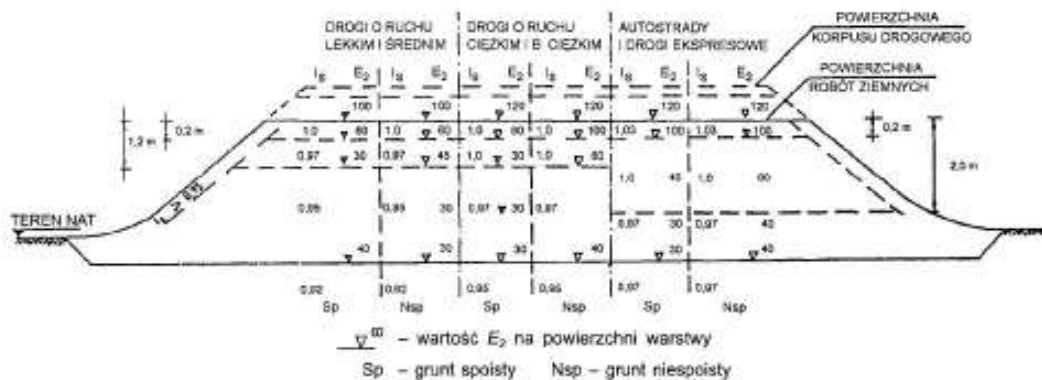 DROGI O RUCHU LEKKIM I ŚREDNIM
DROGI O RUCHU CIĘŻKIM I B. CIĘŻKIM
AUTOSTRADY I DROGI EKSPRESOWE
POWIERZCHNIA KORPUSU DROGOWEGO
POWIERZCHNIA ROBÓT ZIEMNYCH
Is E2 Is E2 Is E2 Is E2 Is E2 Is E2
100 100 120 120 120 120
1,2 m
0,2 m
1,0 60 1,0 60 1,0 60 1,0 100 1,03 100 1,03 100
0,2 m
0,97 30 0,97 45 1,0 30 1,0 60
2,0 m
1,0 40 1,0 60
0,95 0,95 30 0,97 30 0,97
TEREN NAT
0,97 30 0,97 40
40 30 30 40 30 40
0,92 0,92 0,95 0,95 0,97 0,97
Sp Nsp Sp Nsp Sp Nsp
– wartość E2 na powierzchni warstwy
Sp – grunt spoisty Nsp – grunt niespoisty